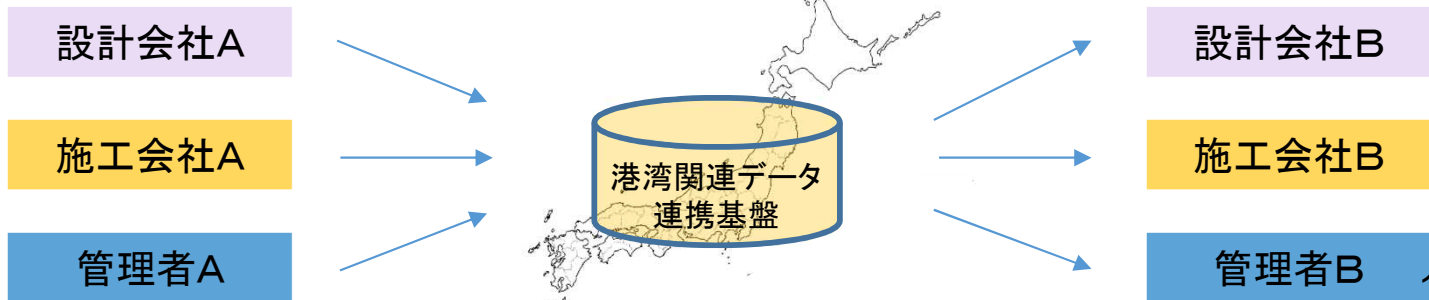 設計会社A
施工会社A
管理者A
港湾関連データ
連携基盤
設計会社B
施工会社B
管理者B